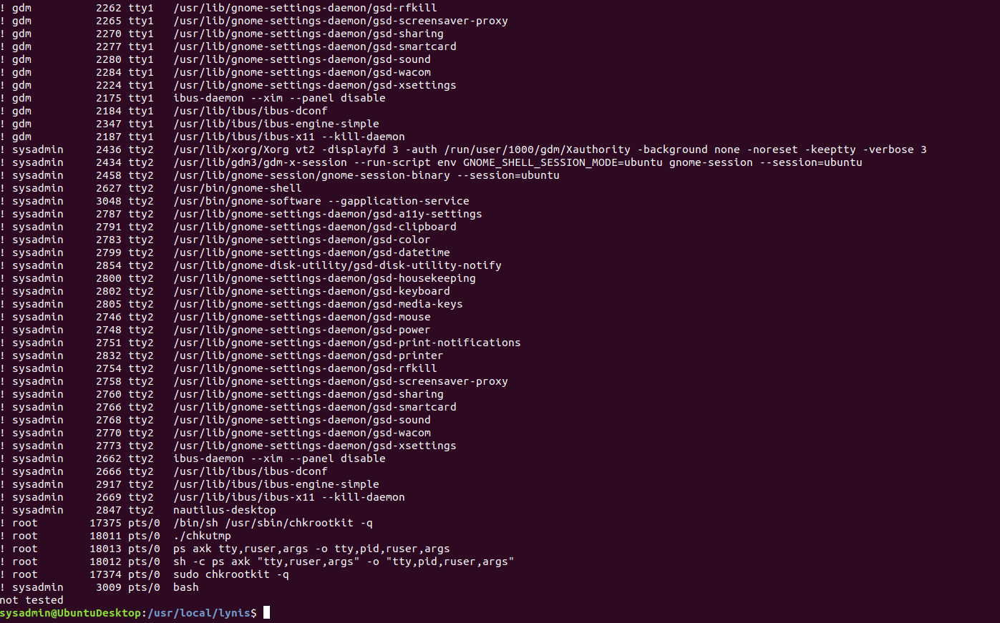 ! gdm          2262 tty1   /usr/lib/gnome-settings-daemon/gsd-rfkill
! gdm          2265 tty1   /usr/lib/gnome-settings-daemon/gsd-screensaver-proxy
! gdm          2270 tty1   /usr/lib/gnome-settings-daemon/gsd-sharing
! gdm          2277 tty1   /usr/lib/gnome-settings-daemon/gsd-smartcard
! gdm          2280 tty1   /usr/lib/gnome-settings-daemon/gsd-sound
! gdm          2284 tty1   /usr/lib/gnome-settings-daemon/gsd-wacom
! gdm          2224 tty1   /usr/lib/gnome-settings-daemon/gsd-xsettings
! gdm          2175 tty1   ibus-daemon --xim --panel disable
! gdm          2184 tty1   /usr/lib/ibus/ibus-dconf
! gdm          2347 tty1   /usr/lib/ibus/ibus-engine-simple
! gdm          2187 tty1   /usr/lib/ibus/ibus-x11 --kill-daemon
! sysadmin     2436 tty2   /usr/lib/xorg/Xorg vt2 -displayfd 3 -auth /run/user/1000/gdm/Xauthority -background none -noreset -keeptty -verbose 3
! sysadmin     2434 tty2   /usr/lib/gdm3/gdm-x-session --run-script env GNOME_SHELL_SESSION_MODE=ubuntu gnome-session --session=ubuntu
! sysadmin     2458 tty2   /usr/lib/gnome-session/gnome-session-binary --session=ubuntu
! sysadmin     2627 tty2   /usr/bin/gnome-shell
! sysadmin     3048 tty2   /usr/bin/gnome-software --gapplication-service
! sysadmin     2787 tty2   /usr/lib/gnome-settings-daemon/gsd-a11y-settings
! sysadmin     2791 tty2   /usr/lib/gnome-settings-daemon/gsd-clipboard
! sysadmin     2783 tty2   /usr/lib/gnome-settings-daemon/gsd-color
! sysadmin     2799 tty2   /usr/lib/gnome-settings-daemon/gsd-datetime
! sysadmin     2854 tty2   /usr/lib/gnome-disk-utility/gsd-disk-utility-notify
! sysadmin     2800 tty2   /usr/lib/gnome-settings-daemon/gsd-housekeeping
! sysadmin     2802 tty2   /usr/lib/gnome-settings-daemon/gsd-keyboard
! sysadmin     2805 tty2   /usr/lib/gnome-settings-daemon/gsd-media-keys
! sysadmin     2746 tty2   /usr/lib/gnome-settings-daemon/gsd-mouse
! sysadmin     2748 tty2   /usr/lib/gnome-settings-daemon/gsd-power
! sysadmin     2751 tty2   /usr/lib/gnome-settings-daemon/gsd-print-notifications
! sysadmin     2832 tty2   /usr/lib/gnome-settings-daemon/gsd-printer
! sysadmin     2754 tty2   /usr/lib/gnome-settings-daemon/gsd-rfkill
! sysadmin     2758 tty2   /usr/lib/gnome-settings-daemon/gsd-screensaver-proxy
! sysadmin     2760 tty2   /usr/lib/gnome-settings-daemon/gsd-sharing
! sysadmin     2766 tty2   /usr/lib/gnome-settings-daemon/gsd-smartcard
! sysadmin     2768 tty2   /usr/lib/gnome-settings-daemon/gsd-sound
! sysadmin     2770 tty2   /usr/lib/gnome-settings-daemon/gsd-wacom
! sysadmin     2773 tty2   /usr/lib/gnome-settings-daemon/gsd-xsettings
! sysadmin     2662 tty2   ibus-daemon --xim --panel disable
! sysadmin     2666 tty2   /usr/lib/ibus/ibus-dconf
! sysadmin     2917 tty2   /usr/lib/ibus/ibus-engine-simple
! sysadmin     2669 tty2   /usr/lib/ibus/ibus-x11 --kill-daemon
! sysadmin     2847 tty2   nautilus-desktop
! root        17375 pts/0  /bin/sh /usr/sbin/chkrootkit -q
! root        18011 pts/0  ./chkutmp
! root        18013 pts/0  ps axk tty,ruser,args -o tty,pid,ruser,args
! root        18012 pts/0  sh -c ps axk "tty,ruser,args" -o "tty,pid,ruser,args"
! root        17374 pts/0  sudo chkrootkit -q
! sysadmin     3009 pts/0  bash
not tested
sysadmin@UbuntuDesktop:/usr/local/lynis$